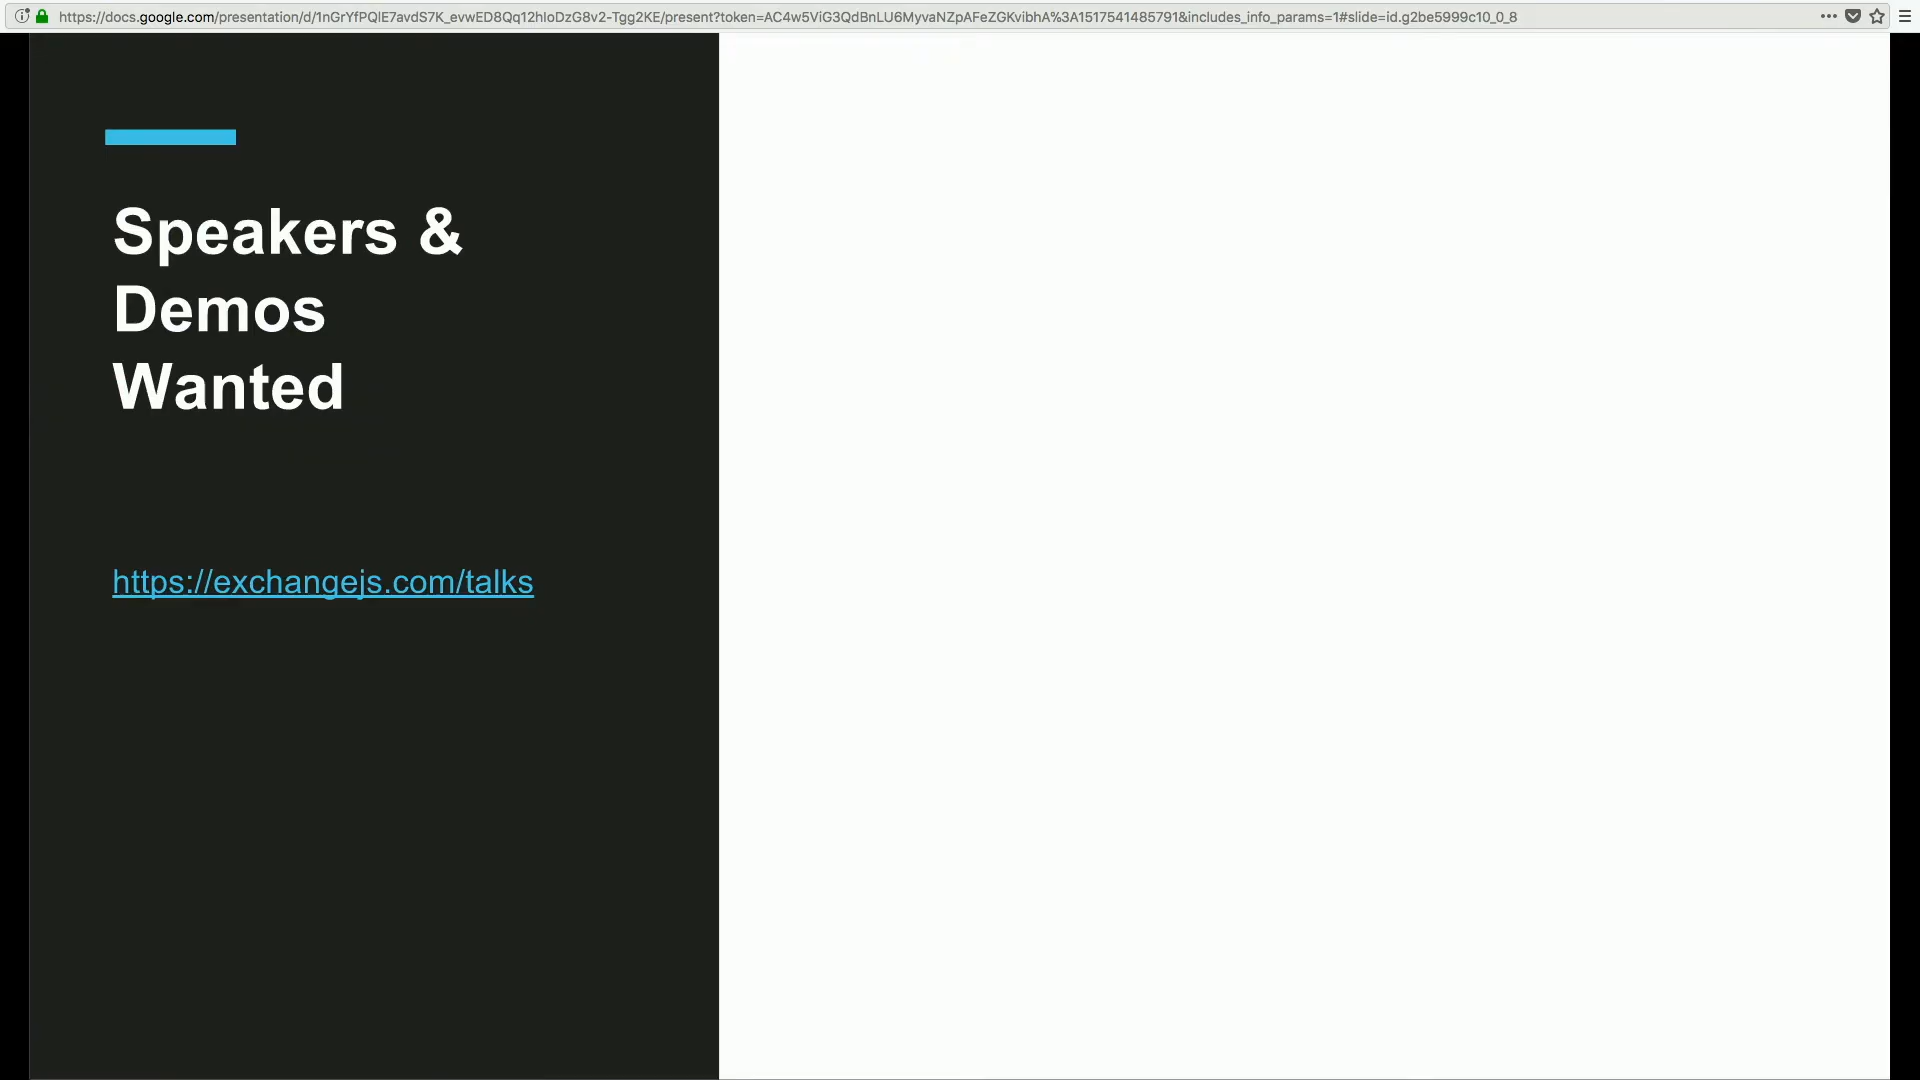 https://docs.google.com/presentation/d/1nGrYfPQlE7avdS7K_evwED8Qq12hIoDzG8v2-Tgg2KE/present?token=AC4w5ViG3QdBnLU6MyvaNZpAFeZGKvibhA%3A1517541485791&includes_info_params=1#slide=id.g2be5999c10_0_8
Speakers &
Demos
Wanted
https://exchangejs.com/talks